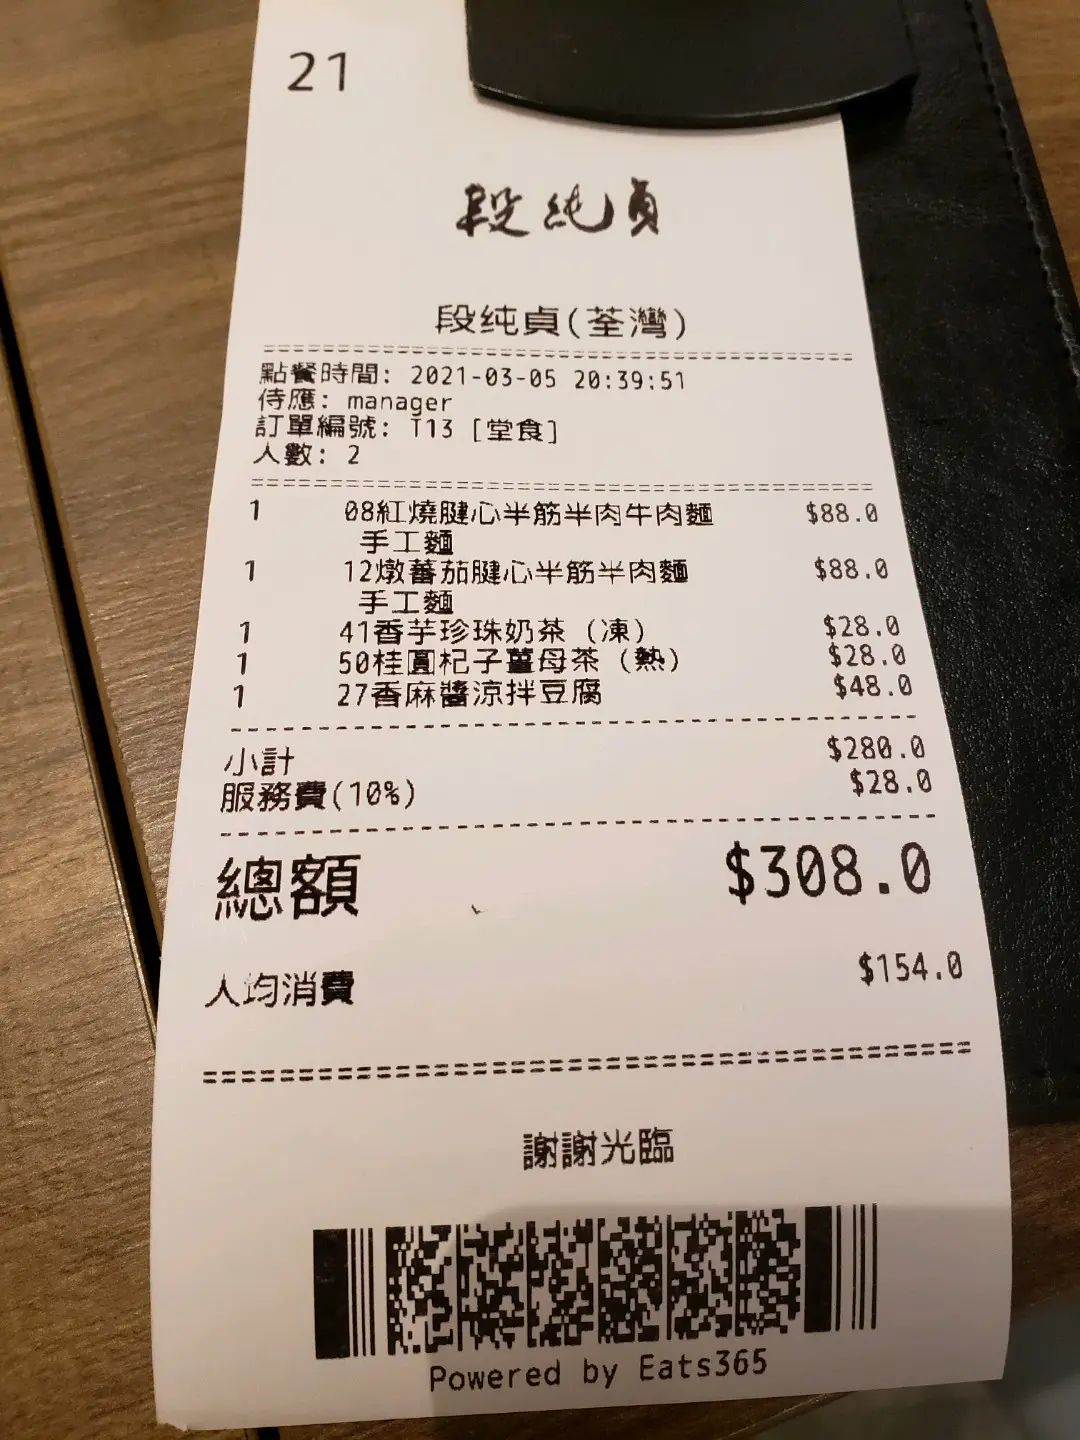 21
段純貞
段纯貞(荃灣)
點餐時間: 2021-03-05 20:39:51
侍應: manager
訂單編號: T13 [堂食]
人數: 2
1 08紅燒腱心半筋半肉牛肉麵 $88.0
手工麵
1 12燉蕃茄腱心半筋半肉麵 $88.0
手工麵
1 41香芋珍珠奶茶 (凍) $28.0
1 50桂圓杞子薑母茶 (熱) $28.0
1 27香麻醬涼拌豆腐 $48.0
小計 $280.0
服務費(10%) $28.0
總額 $308.0
人均消費 $154.0
謝謝光臨
Powered by Eats365